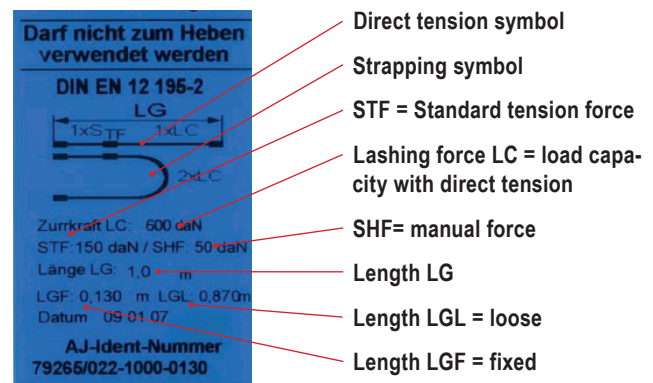 Darf nicht zum Heben
verwendet werden
DIN EN 12 195-2
LG
1xSTF 1xLC
2xLC
Zurrkraft LC: 600 daN
STF:150 daN / SHF: 50 daN
Länge LG: 1,0 m
LGF: 0,130 m LGL: 0,870m
Datum 09 01 07
AJ-Ident-Nummer
79265/022-1000-0130
Direct tension symbol
Strapping symbol
STF = Standard tension force
Lashing force LC = load capa-
city with direct tension
SHF= manual force
Length LG
Length LGL = loose
Length LGF = fixed